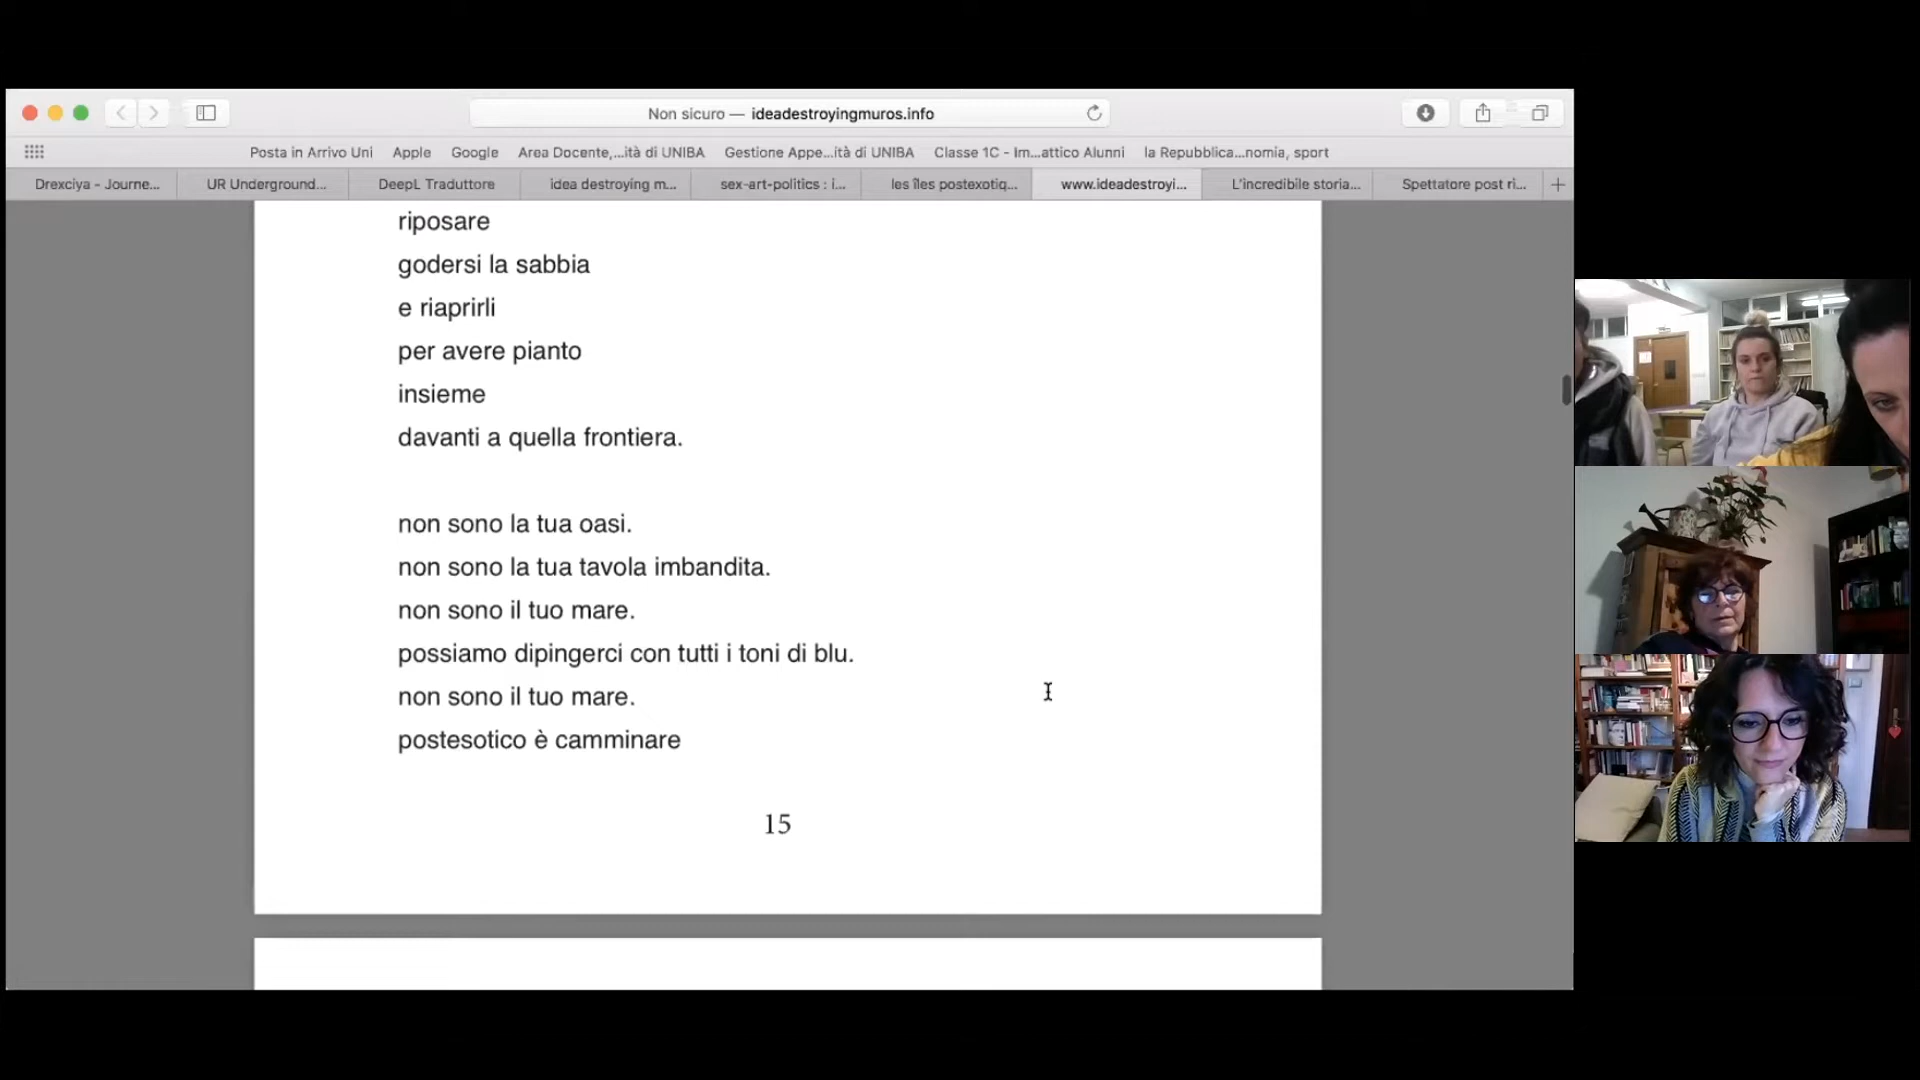 Non sicuro — ideadestroyingmuros.info
Posta in Arrivo Uni Apple Google Area Docente,...ità di UNIBA Gestione Appe...ità di UNIBA Classe 1C - Im...attico Alunni la Repubblica...nomia, sport
Drexciya – Journe... UR Underground... DeepL Traduttore idea destroying m... sex-art-politics : i... les îles postexotiq... www.ideadestroyi... L'incredibile storia... Spettatore post ri...
riposare
godersi la sabbia
e riaprirli
per avere pianto
insieme
davanti a quella frontiera.
non sono la tua oasi.
non sono la tua tavola imbandita.
non sono il tuo mare.
possiamo dipingerci con tutti i toni di blu.
non sono il tuo mare.
postesotico è camminare
15